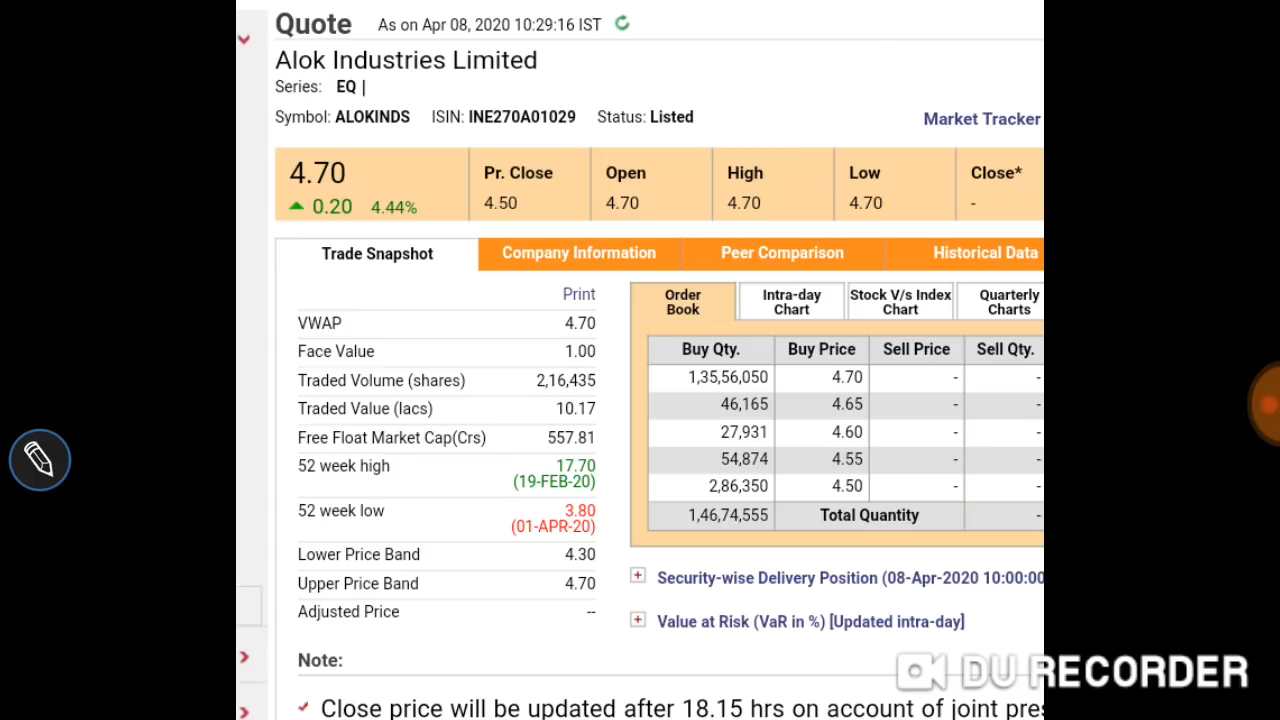 Quote As on Apr 08, 2020 10:29:16 IST
Alok Industries Limited
Series: EQ |
Symbol: ALOKINDS ISIN: INE270A01029 Status: Listed Market Tracker
4.70 Pr. Close Open High Low Close*
0.20 4.44% 4.50 4.70 4.70 4.70 -
Trade Snapshot Company Information Peer Comparison Historical Data
Print
VWAP 4.70
Face Value 1.00
Traded Volume (shares) 2,16,435
Traded Value (lacs) 10.17
Free Float Market Cap(Crs) 557.81
52 week high 17.70
(19-FEB-20)
52 week low 3.80
(01-APR-20)
Lower Price Band 4.30
Upper Price Band 4.70
Adjusted Price --
Order Book Intra-day Chart Stock V/s Index Chart Quarterly Charts
Buy Qty. Buy Price Sell Price Sell Qty.
1,35,56,050 4.70 - -
46,165 4.65 - -
27,931 4.60 - -
54,874 4.55 - -
2,86,350 4.50 - -
1,46,74,555 Total Quantity -
Security-wise Delivery Position (08-Apr-2020 10:00:00
Value at Risk (VaR in %) [Updated intra-day]
Note:
Close price will be updated after 18.15 hrs on account of joint pres
DU RECORDER